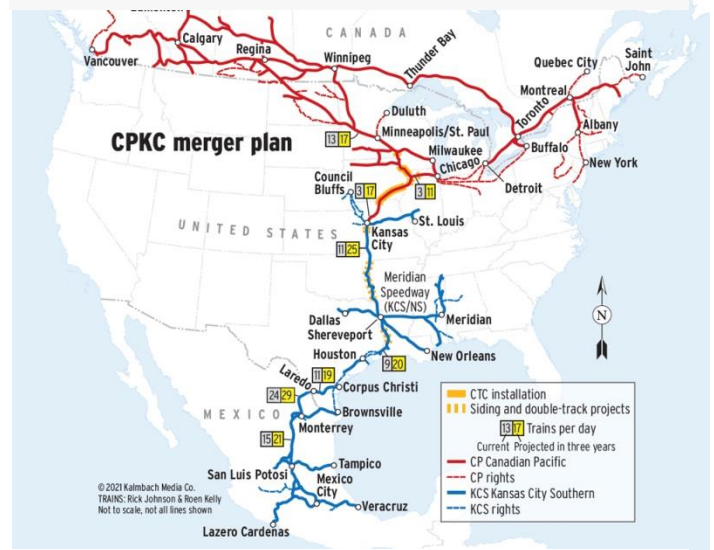 Edmonton
CANADA
Calgary
Regina
Winnipeg
Thunder Bay
Vancouver
Quebec City
Saint
John
Montreal
Toronto
Duluth
CPKC merger plan
13 17
Minneapolis/St. Paul
Milwaukee
Chicago
Albany
Buffalo
New York
Detroit
Council
Bluffs
3 17
3 11
St. Louis
UNITED STATES
Kansas
City
11 25
Meridian
Speedway
(KCS/NS)
Dallas
Shereveport
Meridian
Houston
New Orleans
9 20
Laredo
11 19
Corpus Christi
24 29
MEXICO
Brownsville
Monterrey
15 21
Tampico
San Luis Potosi
Mexico
City
Veracruz
Lazero Cardenas
N
CTC installation
Siding and double-track projects
13 17 Trains per day
Current Projected in three years
CP Canadian Pacific
CP rights
KCS Kansas City Southern
KCS rights
© 2021 Kalmbach Media Co.
TRAINS: Rick Johnson & Roen Kelly
Not to scale, not all lines shown